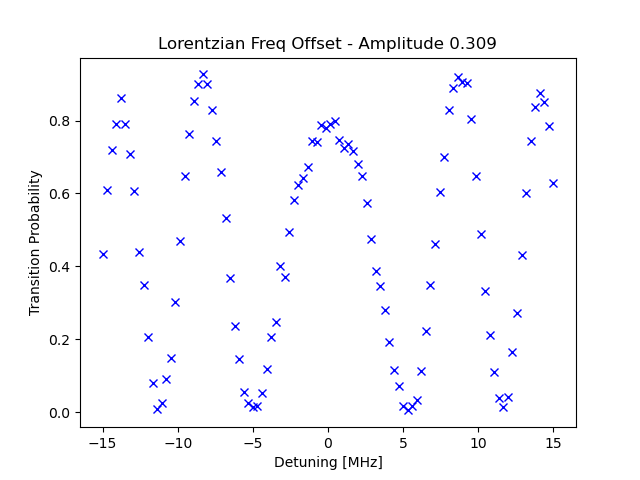 Lorentzian Freq Offset - Amplitude 0.309
Transition Probability
0.8
0.6
0.4
0.2
0.0
−15 −10 −5 0 5 10 15
Detuning [MHz]